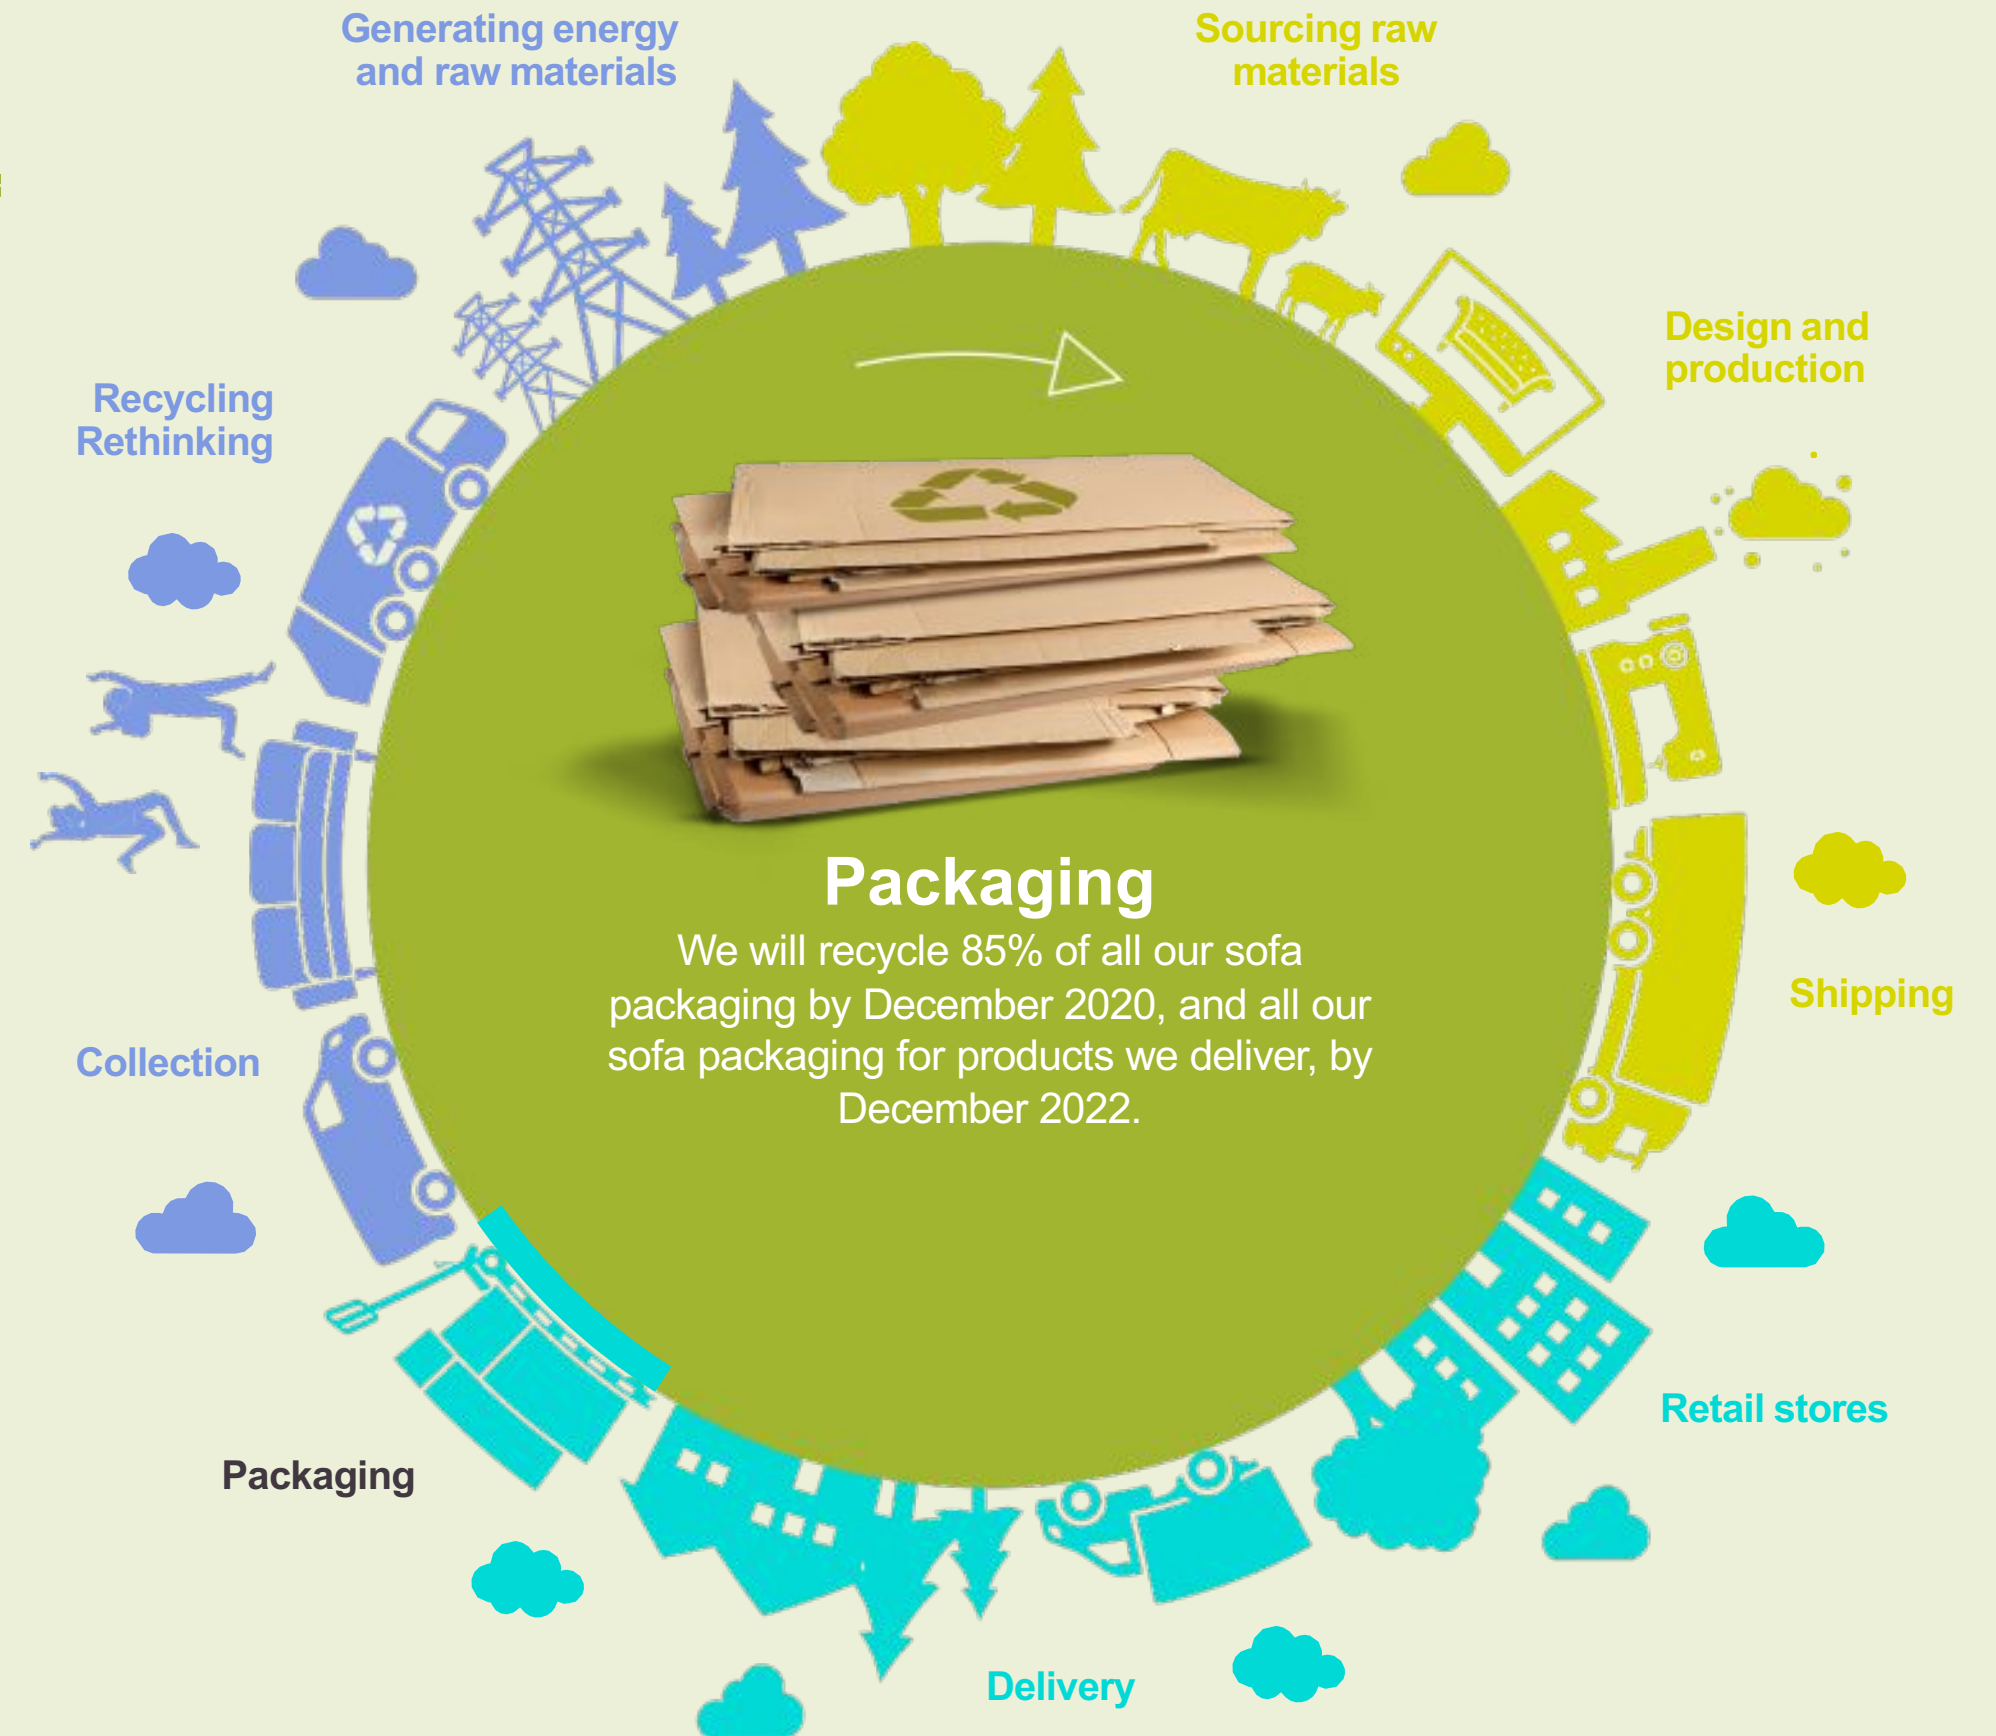 Generating energy
and raw materials
Sourcing raw
materials
Design and
production
Recycling
Rethinking
Packaging
We will recycle 85% of all our sofa
packaging by December 2020, and all our
sofa packaging for products we deliver, by
December 2022.
Shipping
Collection
Retail stores
Packaging
Delivery